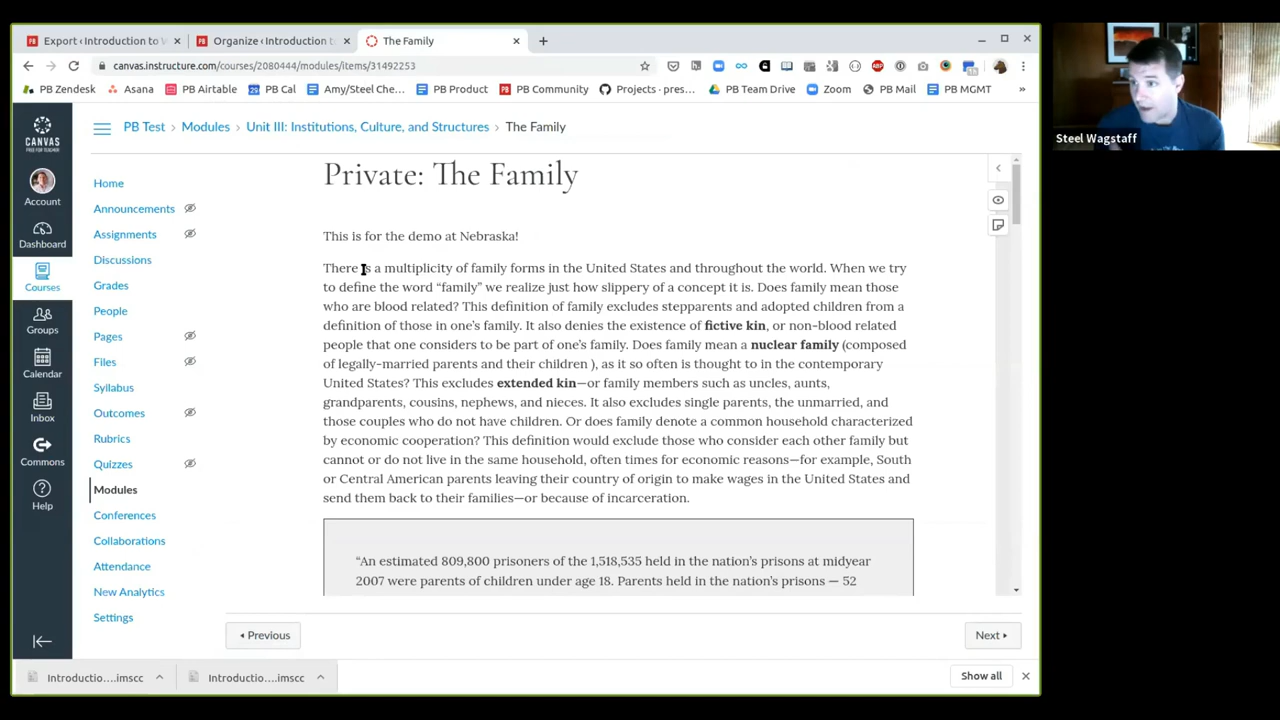 Export ‹ Introduction to W
Organize ‹ Introduction to
The Family
canvas.instructure.com/courses/2080444/modules/items/31492253
PB Zendesk
Asana
PB Airtable
PB Cal
Amy/Steel Che...
PB Product
PB Community
Projects · pres...
PB Team Drive
Zoom
PB Mail
PB MGMT
»
CANVAS
FREE FOR TEACHER
Account
Dashboard
Courses
Groups
Calendar
Inbox
Commons
Help
PB Test › Modules › Unit III: Institutions, Culture, and Structures › The Family
Home
Announcements
Assignments
Discussions
Grades
People
Pages
Files
Syllabus
Outcomes
Rubrics
Quizzes
Modules
Conferences
Collaborations
Attendance
New Analytics
Settings
Private: The Family
This is for the demo at Nebraska!
There is a multiplicity of family forms in the United States and throughout the world. When we try
to define the word “family” we realize just how slippery of a concept it is. Does family mean those
who are blood related? This definition of family excludes stepparents and adopted children from a
definition of those in one’s family. It also denies the existence of fictive kin, or non-blood related
people that one considers to be part of one’s family. Does family mean a nuclear family (composed
of legally-married parents and their children ), as it so often is thought to in the contemporary
United States? This excludes extended kin—or family members such as uncles, aunts,
grandparents, cousins, nephews, and nieces. It also excludes single parents, the unmarried, and
those couples who do not have children. Or does family denote a common household characterized
by economic cooperation? This definition would exclude those who consider each other family but
cannot or do not live in the same household, often times for economic reasons—for example, South
or Central American parents leaving their country of origin to make wages in the United States and
send them back to their families—or because of incarceration.
“An estimated 809,800 prisoners of the 1,518,535 held in the nation’s prisons at midyear
2007 were parents of children under age 18. Parents held in the nation’s prisons — 52
◂ Previous
Next ▸
Introductio....imscc
Introductio....imscc
Show all
Steel Wagstaff